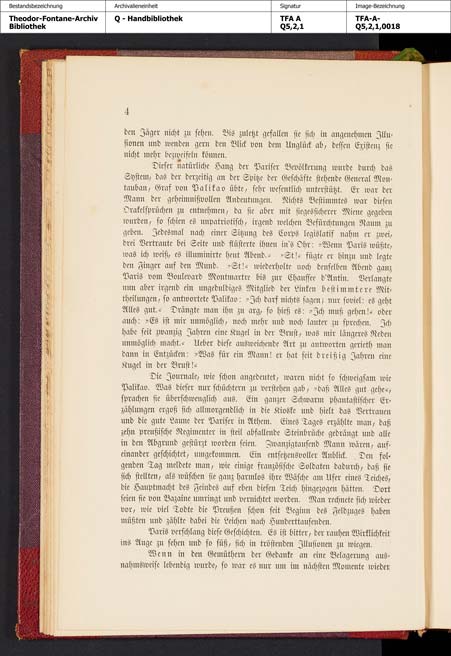 Bestandsbezeichnung
Archivalieneinheit
Signatur
Image-Bezeichnung
Theodor-Fontane-Archiv
Bibliothek
Q - Handbibliothek
TFA A
Q5,2,1
TFA-A-
Q5,2,1,0018
4
den Jäger nicht zu sehen. Bis zuletzt gefallen sie sich in angenehmen Illu-
sionen und wenden gern den Blick von dem Unglück ab, dessen Existenz sie
nicht mehr bezweifeln können.
Dieser natürliche Hang der Pariser Bevölkerung wurde durch das
System, das der derzeitig an der Spitze der Geschäfte stehende General Mon-
tauban, Graf von Palikao übte, sehr wesentlich unterstützt. Er war der
Mann der geheimnißvollen Andeutungen. Nichts Bestimmtes war diesen
Orakelsprüchen zu entnehmen, da sie aber mit siegessicherer Miene gegeben
wurden, so schien es unpatriotisch, irgend welchen Befürchtungen Raum zu
geben. Jedesmal nach einer Sitzung des Corps legislatif nahm er zwei,
drei Vertraute bei Seite und flüsterte ihnen in's Ohr: »Wenn Paris wüßte,
was ich weiß, es illuminirte heut Abend.« »St!« fügte er hinzu und legte
den Finger auf den Mund. »St!« wiederholte noch denselben Abend ganz
Paris vom Boulevard Montmartre bis zur Chaussee d'Antin. Verlangte
nun aber irgend ein ungeduldiges Mitglied der Linken bestimmtere Mit-
theilungen, so antwortete Palikao: »Ich darf nichts sagen; nur soviel: es geht
Alles gut.« Drängte man ihn zu arg, so hieß es: »Ich muß gehen!« oder
auch: »Es ist mir unmöglich, noch mehr und noch lauter zu sprechen. Ich
habe seit zwanzig Jahren eine Kugel in der Brust, was mir längeres Reden
unmöglich macht.« Ueber diese ausweichende Art zu antworten gerieth man
dann in Entzücken: »Was für ein Mann! er hat seit dreißig Jahren eine
Kugel in der Brust!«
Die Journale, wie schon angedeutet, waren nicht so schweigsam wie
Palikao. Was dieser nur schüchtern zu verstehen gab, »daß Alles gut gehe«,
sprachen sie überschwenglich aus. Ein ganzer Schwarm phantastischer Er-
zählungen ergoß sich allmorgendlich in die Kioske und hielt das Vertrauen
und die gute Laune der Pariser in Athem. Eines Tages erzählte man, daß
zehn preußische Regimenter in steil abfallende Steinbrüche gedrängt und alle
in den Abgrund gestürzt worden seien. Zwanzigtausend Mann wären, auf-
einander geschichtet, umgekommen. Ein entsetzensvoller Anblick. Den fol-
genden Tag meldete man, wie einige französische Soldaten dadurch, daß sie
sich stellten, als wüschen sie ganz harmlos ihre Wäsche am Ufer eines Teiches,
die Hauptmacht des Feindes auf eben diesen Teich hingezogen hätten. Dort
seien sie von Bazaine umringt und vernichtet worden. Man rechnete sich wieder
vor, wie viel Todte die Preußen schon seit Beginn des Feldzuges haben
müßten und zählte dabei die Leichen nach Hunderttausenden.
Paris verschlang diese Geschichten. Es ist bitter, der rauhen Wirklichkeit
ins Auge zu sehen und so süß, sich in tröstenden Illusionen zu wiegen.
Wenn in den Gemüthern der Gedanke an eine Belagerung aus-
nahmsweise lebendig wurde, so war es nur um im nächsten Momente wieder